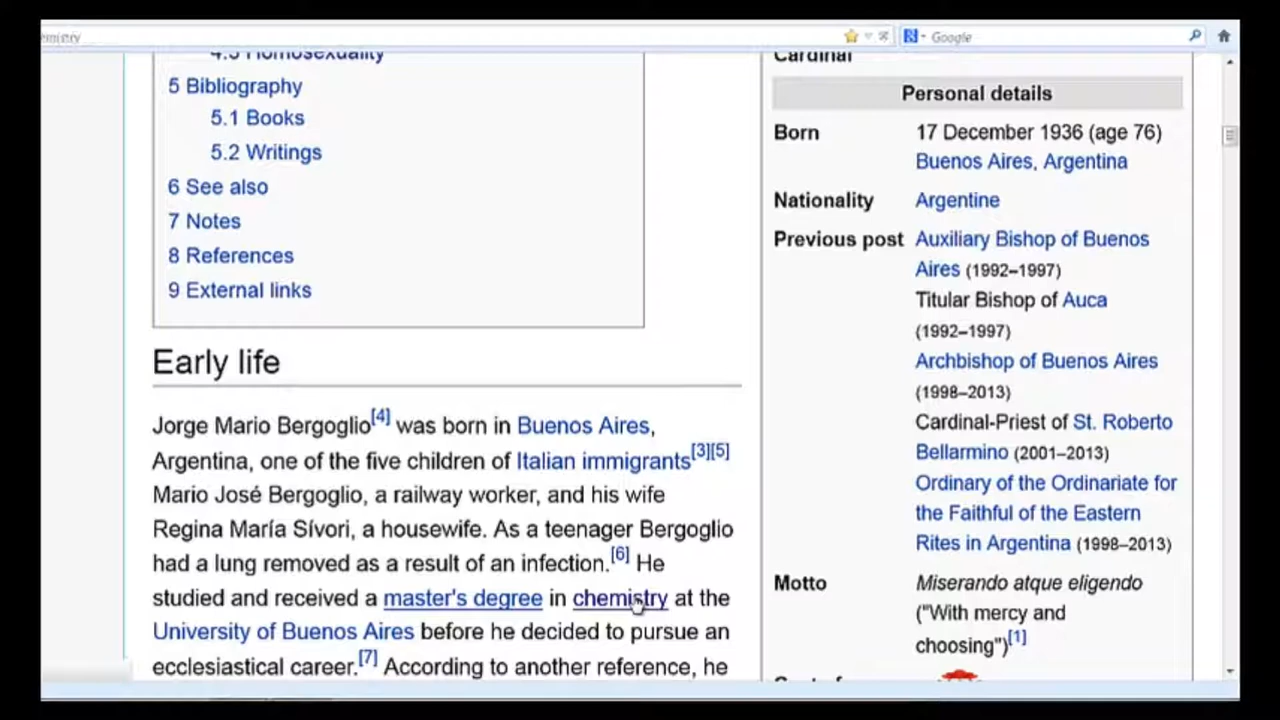 emistry
Google
4.3 Homosexuality
5 Bibliography
5.1 Books
5.2 Writings
6 See also
7 Notes
8 References
9 External links
Early life
Jorge Mario Bergoglio[4] was born in Buenos Aires,
Argentina, one of the five children of Italian immigrants[3][5]
Mario José Bergoglio, a railway worker, and his wife
Regina María Sívori, a housewife. As a teenager Bergoglio
had a lung removed as a result of an infection.[6] He
studied and received a master's degree in chemistry at the
University of Buenos Aires before he decided to pursue an
ecclesiastical career.[7] According to another reference, he
Cardinal
Personal details
Born 17 December 1936 (age 76)
Buenos Aires, Argentina
Nationality Argentine
Previous post Auxiliary Bishop of Buenos
Aires (1992–1997)
Titular Bishop of Auca
(1992–1997)
Archbishop of Buenos Aires
(1998–2013)
Cardinal-Priest of St. Roberto
Bellarmino (2001–2013)
Ordinary of the Ordinariate for
the Faithful of the Eastern
Rites in Argentina (1998–2013)
Motto Miserando atque eligendo
("With mercy and
choosing")[1]